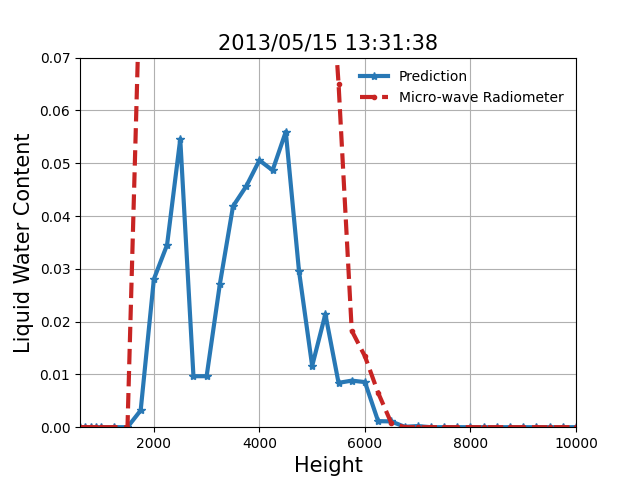 2013/05/15 13:31:38
Prediction
Micro-wave Radiometer
Liquid Water Content
0.07
0.06
0.05
0.04
0.03
0.02
0.01
0.00
2000 4000 6000 8000 10000
Height